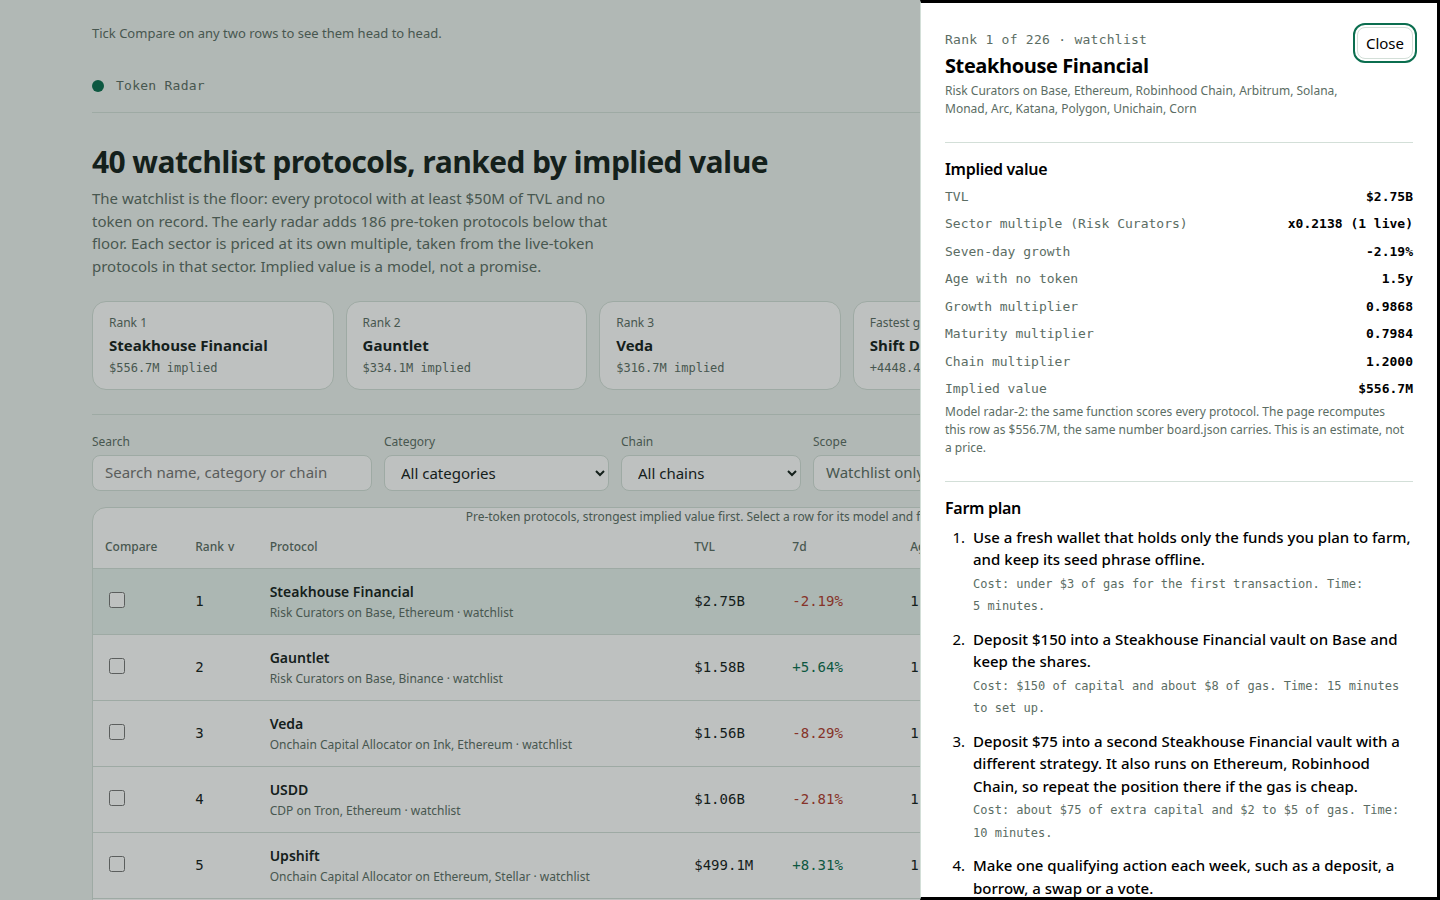 Tick Compare on any two rows to see them head to head.
Token Radar
40 watchlist protocols, ranked by implied value
The watchlist is the floor: every protocol with at least $50M of TVL and no
token on record. The early radar adds 186 pre-token protocols below that
floor. Each sector is priced at its own multiple, taken from the live-token
protocols in that sector. Implied value is a model, not a promise.
Rank 1
Steakhouse Financial
$556.7M implied
Rank 2
Gauntlet
$334.1M implied
Rank 3
Veda
$316.7M implied
Fastest g
Shift D
+4448.4
Search
Category
Chain
Scope
Search name, category or chain
All categories
All chains
Watchlist only
Pre-token protocols, strongest implied value first. Select a row for its model and f
Compare Rank v Protocol TVL 7d Ag
1 Steakhouse Financial $2.75B -2.19% 1
Risk Curators on Base, Ethereum · watchlist
2 Gauntlet $1.58B +5.64% 1
Risk Curators on Base, Binance · watchlist
3 Veda $1.56B -8.29% 1
Onchain Capital Allocator on Ink, Ethereum · watchlist
4 USDD $1.06B -2.81% 1
CDP on Tron, Ethereum · watchlist
5 Upshift $499.1M +8.31% 1
Onchain Capital Allocator on Ethereum, Stellar · watchlist
Rank 1 of 226 · watchlist
Close
Steakhouse Financial
Risk Curators on Base, Ethereum, Robinhood Chain, Arbitrum, Solana,
Monad, Arc, Katana, Polygon, Unichain, Corn
Implied value
TVL $2.75B
Sector multiple (Risk Curators) x0.2138 (1 live)
Seven-day growth -2.19%
Age with no token 1.5y
Growth multiplier 0.9868
Maturity multiplier 0.7984
Chain multiplier 1.2000
Implied value $556.7M
Model radar-2: the same function scores every protocol. The page recomputes
this row as $556.7M, the same number board.json carries. This is an estimate, not
a price.
Farm plan
1. Use a fresh wallet that holds only the funds you plan to farm,
and keep its seed phrase offline.
Cost: under $3 of gas for the first transaction. Time:
5 minutes.
2. Deposit $150 into a Steakhouse Financial vault on Base and
keep the shares.
Cost: $150 of capital and about $8 of gas. Time: 15 minutes
to set up.
3. Deposit $75 into a second Steakhouse Financial vault with a
different strategy. It also runs on Ethereum, Robinhood
Chain, so repeat the position there if the gas is cheap.
Cost: about $75 of extra capital and $2 to $5 of gas. Time:
10 minutes.
4. Make one qualifying action each week, such as a deposit, a
borrow, a swap or a vote.